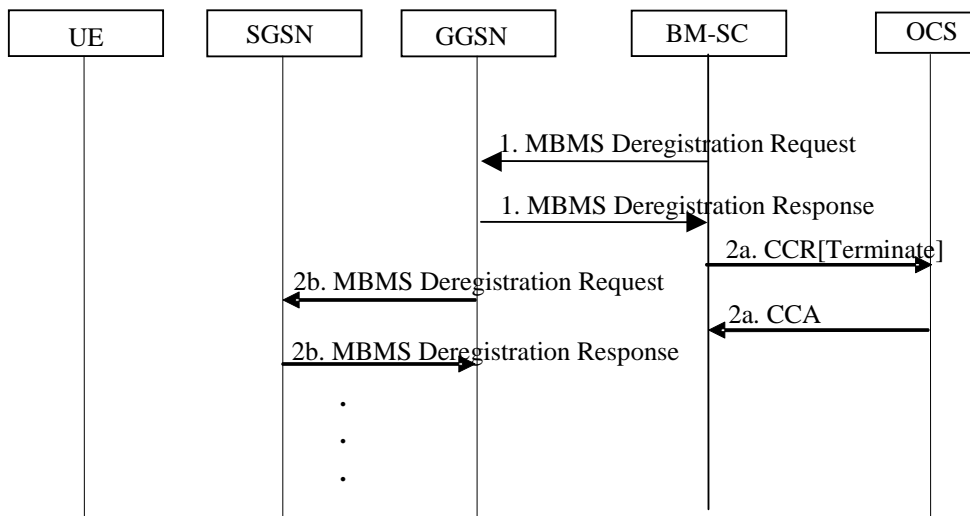 UE
SGSN
GGSN
BM-SC
OCS
1. MBMS Deregistration Request
1. MBMS Deregistration Response
2a. CCR[Terminate]
2b. MBMS Deregistration Request
2a. CCA
2b. MBMS Deregistration Response
.
.
.